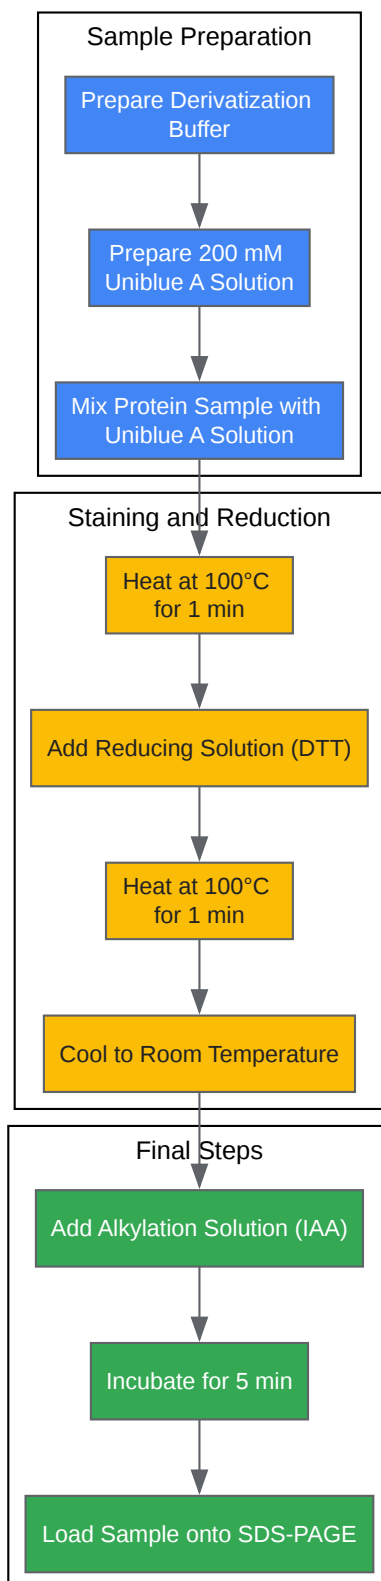 Sample Preparation
Prepare Derivatization
Buffer
Prepare 200 mM
Uniblue A Solution
Mix Protein Sample with
Uniblue A Solution
Staining and Reduction
Heat at 100°C
for 1 min
Add Reducing Solution (DTT)
Heat at 100°C
for 1 min
Cool to Room Temperature
Final Steps
Add Alkylation Solution (IAA)
Incubate for 5 min
Load Sample onto SDS-PAGE